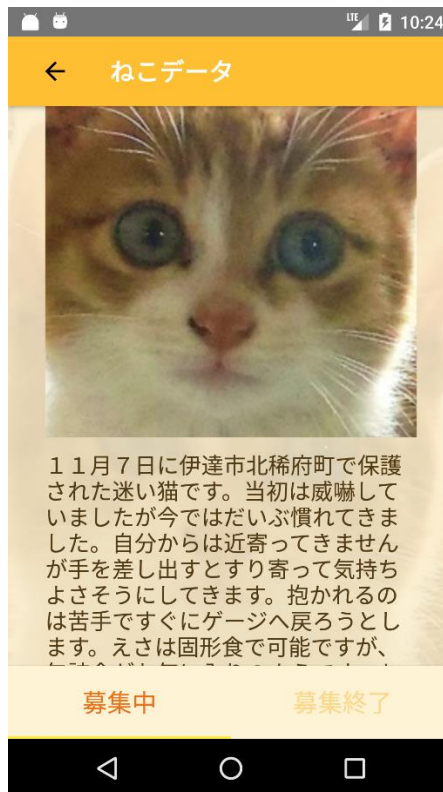 LTE 10:24
ねこデータ
１１月７日に伊達市北稀府町で保護
された迷い猫です。当初は威嚇して
いましたが今ではだいぶ慣れてきま
した。自分からは近寄ってきません
が手を差し出すとすり寄って気持ち
よさそうにしてきます。抱かれるの
は苦手ですぐにゲージへ戻ろうとし
ます。えさは固形食で可能ですが、
募集中 募集終了